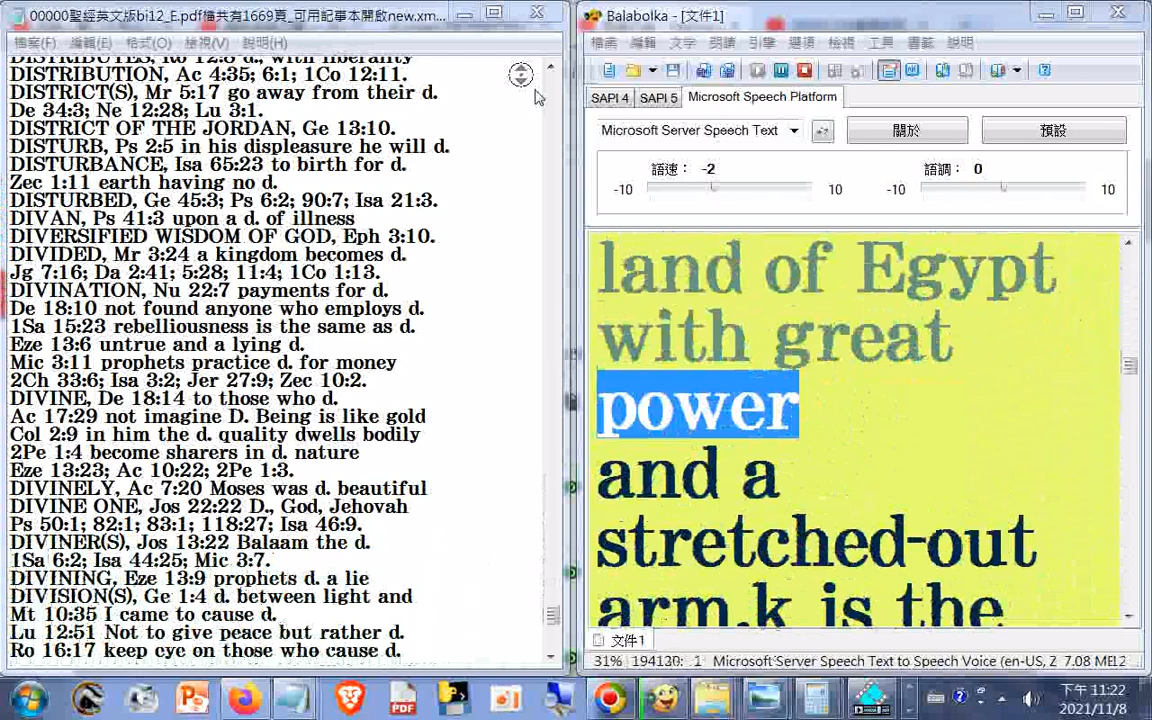 00000聖經英文版bi12_E.pdf檔共有1669頁_可用記事本開啟new.xm...
檔案(F) 編輯(E) 格式(O) 檢視(V) 說明(H)
DISTRIBUTES, Ro 12:8 d., with liberality
DISTRIBUTION, Ac 4:35; 6:1; 1Co 12:11.
DISTRICT(S), Mr 5:17 go away from their d.
De 34:3; Ne 12:28; Lu 3:1.
DISTRICT OF THE JORDAN, Ge 13:10.
DISTURB, Ps 2:5 in his displeasure he will d.
DISTURBANCE, Isa 65:23 to birth for d.
Zec 1:11 earth having no d.
DISTURBED, Ge 45:3; Ps 6:2; 90:7; Isa 21:3.
DIVAN, Ps 41:3 upon a d. of illness
DIVERSIFIED WISDOM OF GOD, Eph 3:10.
DIVIDED, Mr 3:24 a kingdom becomes d.
Jg 7:16; Da 2:41; 5:28; 11:4; 1Co 1:13.
DIVINATION, Nu 22:7 payments for d.
De 18:10 not found anyone who employs d.
1Sa 15:23 rebelliousness is the same as d.
Eze 13:6 untrue and a lying d.
Mic 3:11 prophets practice d. for money
2Ch 33:6; Isa 3:2; Jer 27:9; Zec 10:2.
DIVINE, De 18:14 to those who d.
Ac 17:29 not imagine D. Being is like gold
Col 2:9 in him the d. quality dwells bodily
2Pe 1:4 become sharers in d. nature
Eze 13:23; Ac 10:22; 2Pe 1:3.
DIVINELY, Ac 7:20 Moses was d. beautiful
DIVINE ONE, Jos 22:22 D., God, Jehovah
Ps 50:1; 82:1; 83:1; 118:27; Isa 46:9.
DIVINER(S), Jos 13:22 Balaam the d.
1Sa 6:2; Isa 44:25; Mic 3:7.
DIVINING, Eze 13:9 prophets d. a lie
DIVISION(S), Ge 1:4 d. between light and
Mt 10:35 I came to cause d.
Lu 12:51 Not to give peace but rather d.
Ro 16:17 keep eye on those who cause d.
Balabolka - [文件1]
檔案 編輯 文字 朗讀 引擎 選項 檢視 工具 書籤 說明
SAPI 4 SAPI 5 Microsoft Speech Platform
Microsoft Server Speech Text 關於 預設
語速： -2 語調： 0
-10 10 -10 10
land of Egypt
with great
power
and a
stretched-out
arm.k is the
文件1
31% 194120: 1 Microsoft Server Speech Text to Speech Voice (en-US, Z 7.08 ME12
PDF
下午 11:22
2021/11/8